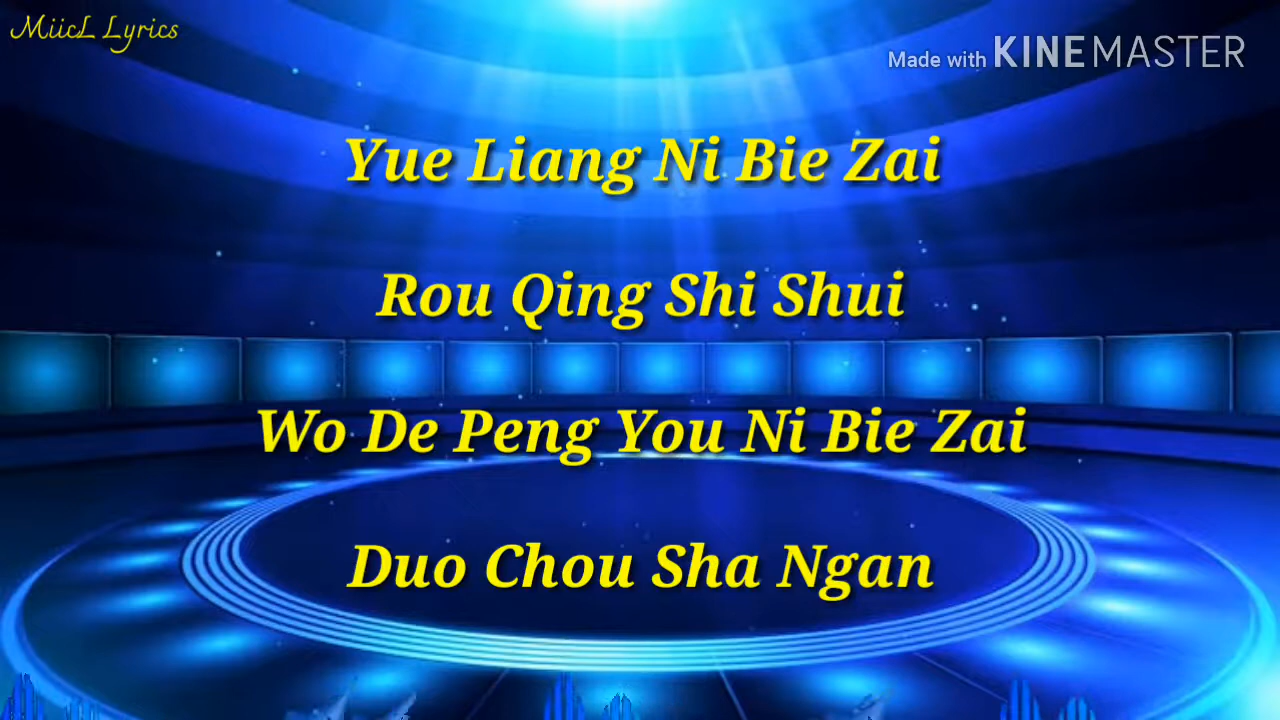 MiicL Lyrics
Made with KINEMASTER
Yue Liang Ni Bie Zai
Rou Qing Shi Shui
Wo De Peng You Ni Bie Zai
Duo Chou Sha Ngan